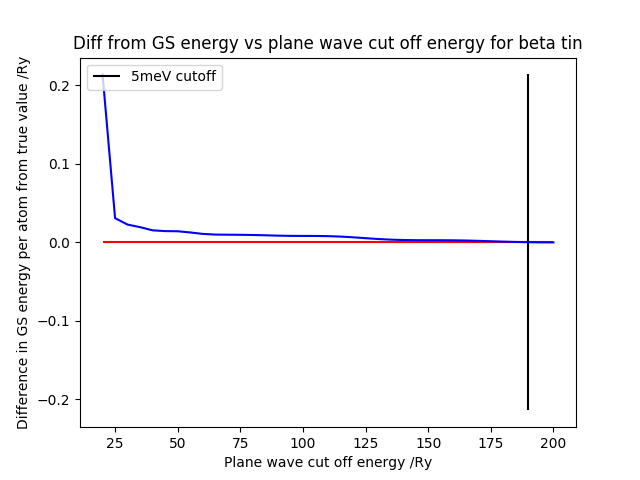 Diff from GS energy vs plane wave cut off energy for beta tin
5meV cutoff
Difference in GS energy per atom from true value /Ry
0.2
0.1
0.0
−0.1
−0.2
25 50 75 100 125 150 175 200
Plane wave cut off energy /Ry